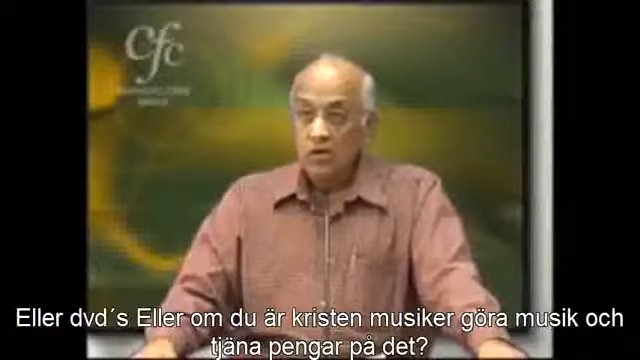 cfc
Eller dvd´s Eller om du är kristen musiker göra musik och
tjäna pengar på det?